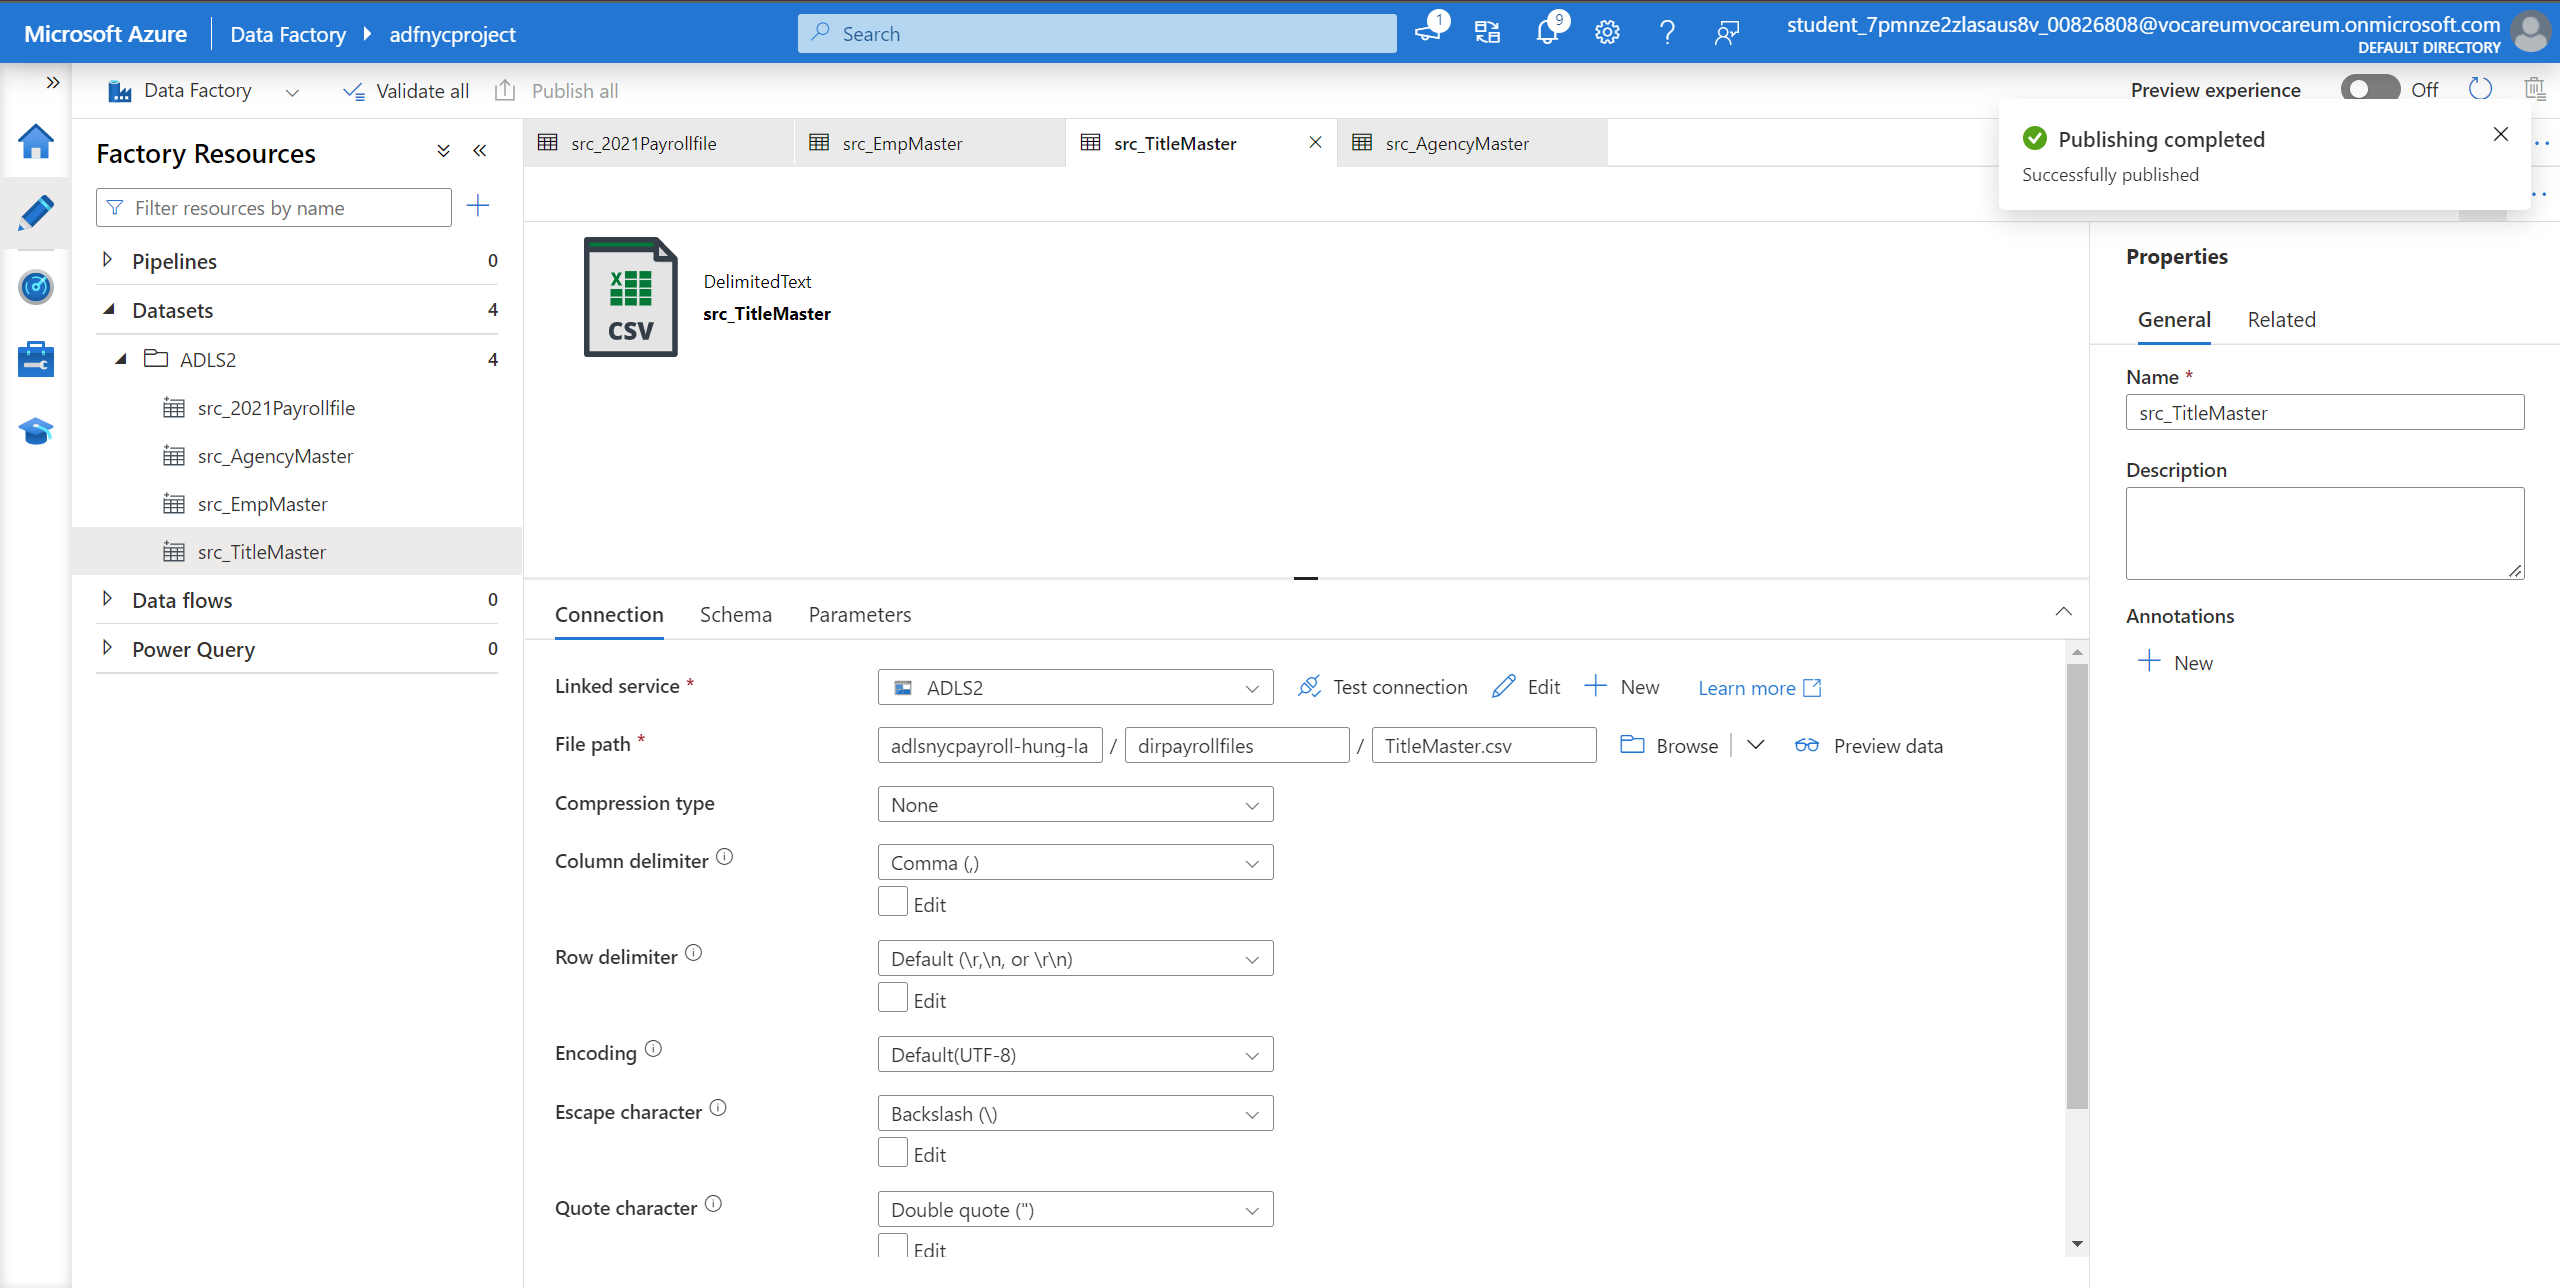 Microsoft Azure
Data Factory
adfnycproject
Search
1
9
student_7pmnze2zlasaus8v_00826808@vocareumvocareum.onmicrosoft.com
DEFAULT DIRECTORY
Data Factory
Validate all
Publish all
Preview experience
Off
Publishing completed
Successfully published
Factory Resources
Filter resources by name
Pipelines 0
Datasets 4
ADLS2 4
src_2021Payrollfile
src_AgencyMaster
src_EmpMaster
src_TitleMaster
Data flows 0
Power Query 0
src_2021Payrollfile
src_EmpMaster
src_TitleMaster
src_AgencyMaster
X
CSV
DelimitedText
src_TitleMaster
Connection
Schema
Parameters
Linked service *
ADLS2
Test connection
Edit
New
Learn more
File path *
adlsnycpayroll-hung-la / dirpayrollfiles / TitleMaster.csv
Browse
Preview data
Compression type
None
Column delimiter
Comma (,)
Edit
Row delimiter
Default (\r,\n, or \r\n)
Edit
Encoding
Default(UTF-8)
Escape character
Backslash (\)
Edit
Quote character
Double quote (")
Edit
Properties
General
Related
Name *
src_TitleMaster
Description
Annotations
New